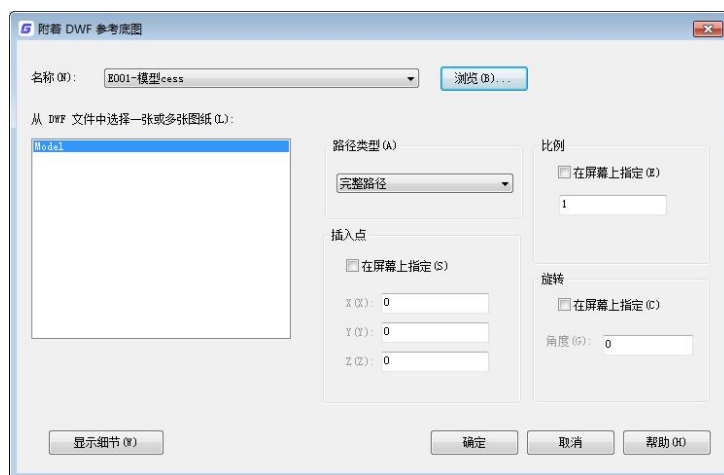 附着 DWF 参考底图
名称(N): E001-模型cess 浏览(B)...
从 DWF 文件中选择一张或多张图纸(L):
Model
路径类型(A)
完整路径
插入点
在屏幕上指定(S)
X(X): 0
Y(Y): 0
Z(Z): 0
比例
在屏幕上指定(E)
1
旋转
在屏幕上指定(C)
角度(G): 0
显示细节(W) 确定 取消 帮助(H)